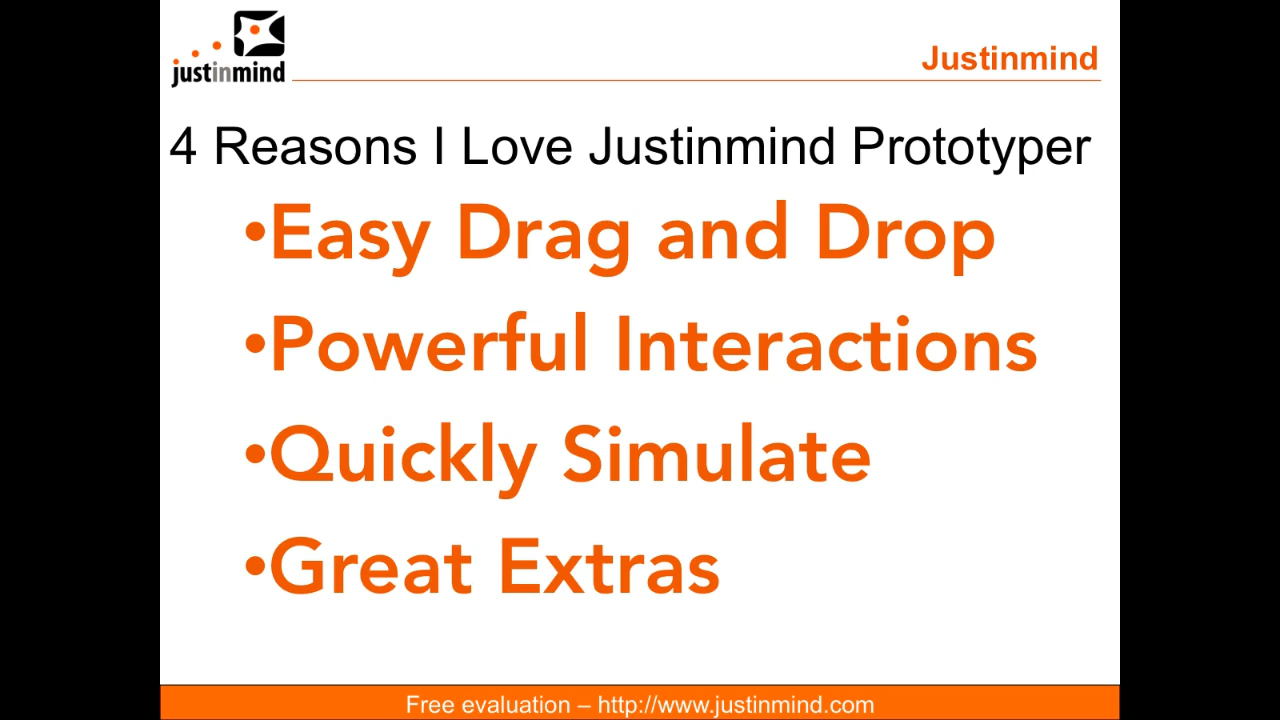 justinmind
Justinmind
4 Reasons I Love Justinmind Prototyper
•Easy Drag and Drop
•Powerful Interactions
•Quickly Simulate
•Great Extras
Free evaluation – http://www.justinmind.com